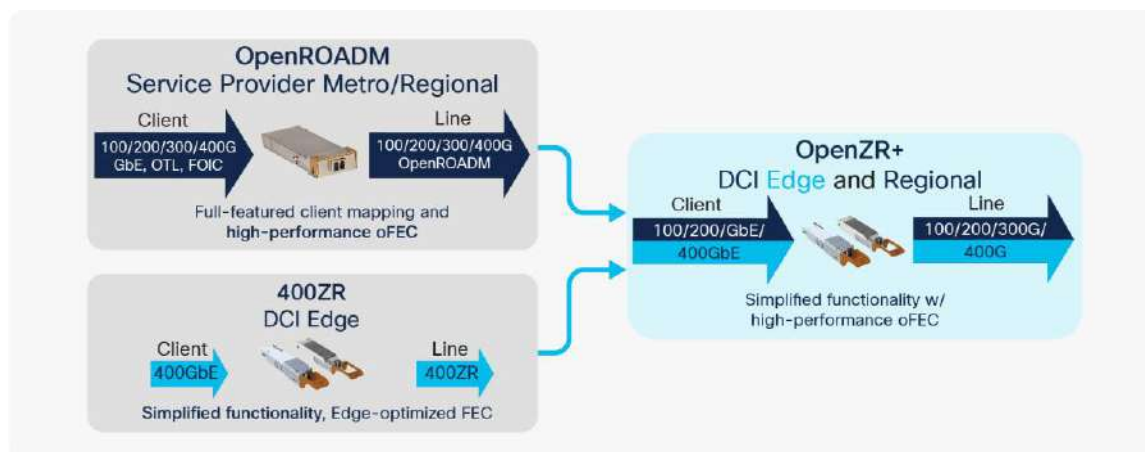 OpenROADM
Service Provider Metro/Regional
Client
100/200/300/400G
GbE, OTL, FOIC
Line
100/200/300/400G
OpenROADM
Full-featured client mapping and
high-performance oFEC
400ZR
DCI Edge
Client
400GbE
Line
400ZR
Simplified functionality, Edge-optimized FEC
OpenZR+
DCI Edge and Regional
Client
100/200/GbE/
400GbE
Line
100/200/300G/
400G
Simplified functionality w/
high-performance oFEC